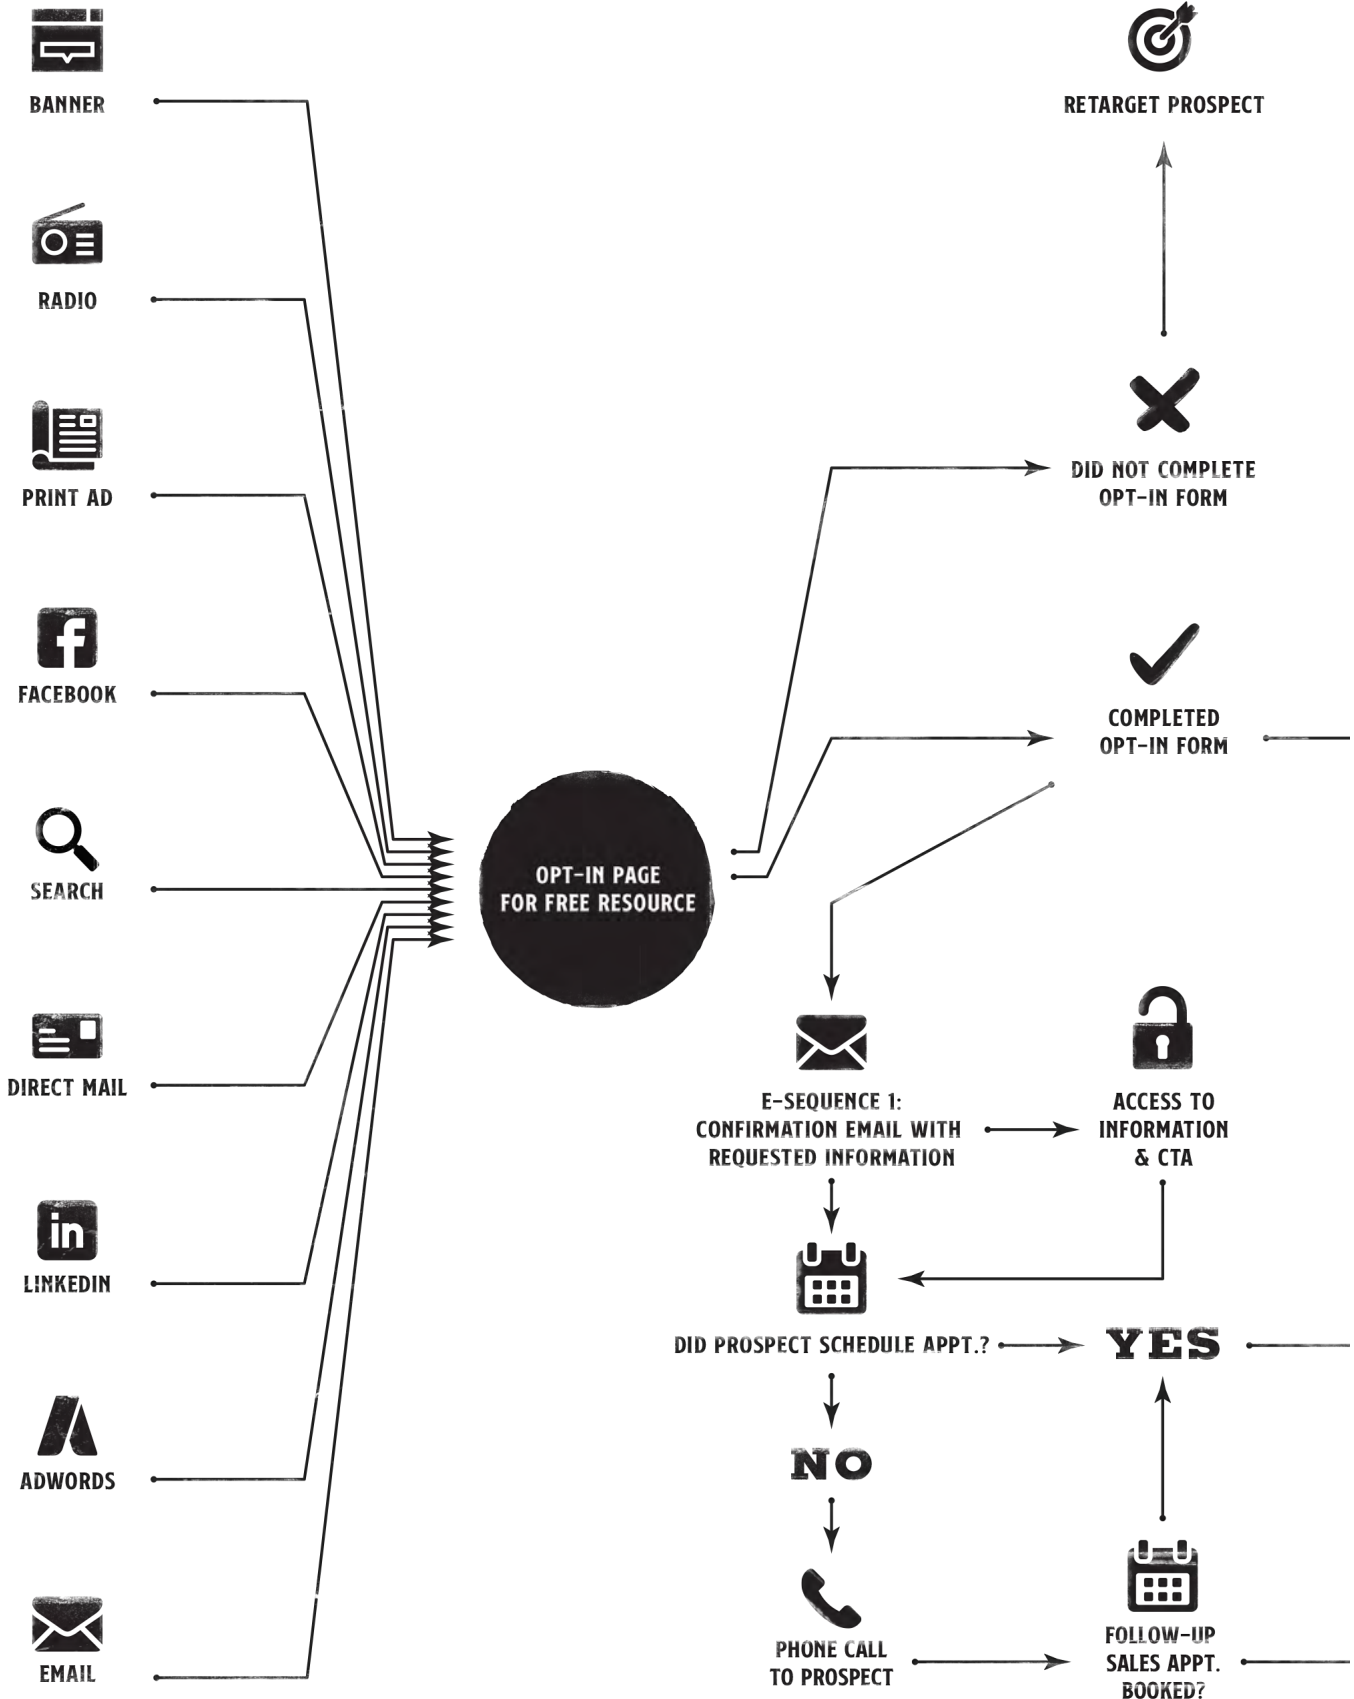 BANNER
RADIO
PRINT AD
FACEBOOK
SEARCH
DIRECT MAIL
in
LINKEDIN
ADWORDS
EMAIL
OPT-IN PAGE
FOR FREE RESOURCE
RETARGET PROSPECT
DID NOT COMPLETE
OPT-IN FORM
COMPLETED
OPT-IN FORM
E-SEQUENCE 1:
CONFIRMATION EMAIL WITH
REQUESTED INFORMATION
ACCESS TO
INFORMATION
& CTA
DID PROSPECT SCHEDULE APPT.?
YES
NO
PHONE CALL
TO PROSPECT
FOLLOW-UP
SALES APPT.
BOOKED?